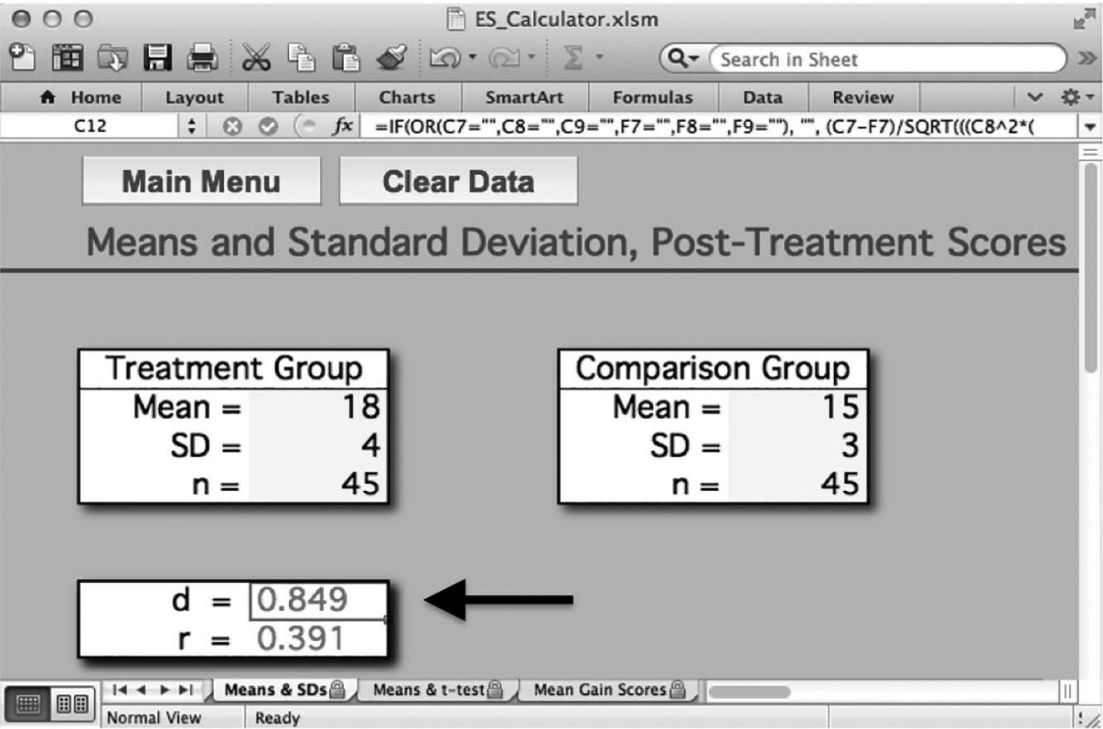 ES_Calculator.xlsm
Search in Sheet
Home Layout Tables Charts SmartArt Formulas Data Review
C12 fx =IF(OR(C7="",C8="",C9="",F7="",F8="",F9=""), "", (C7-F7)/SQRT(((C8^2*(
Main Menu Clear Data
Means and Standard Deviation, Post-Treatment Scores
Treatment Group
Mean = 18
SD = 4
n = 45
Comparison Group
Mean = 15
SD = 3
n = 45
d = 0.849
r = 0.391
Means & SDs Means & t-test Mean Gain Scores
Normal View Ready